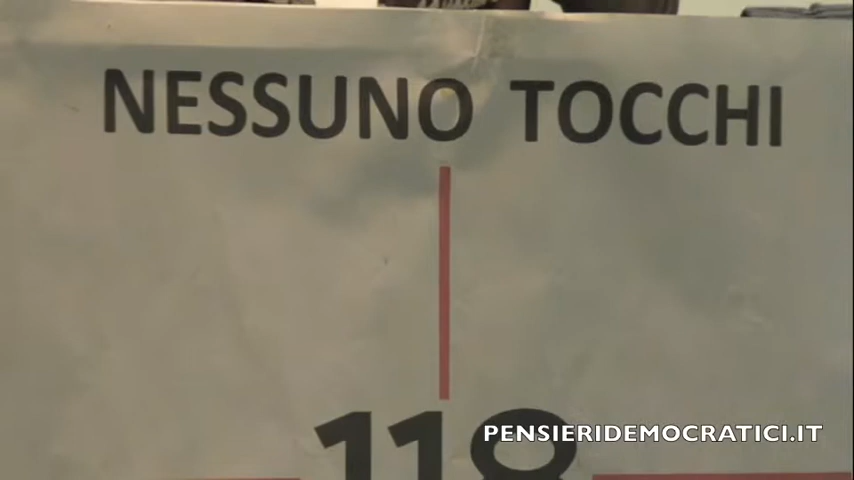 NESSUNO TOCCHI
118
PENSIERIDEMOCRATICI.IT